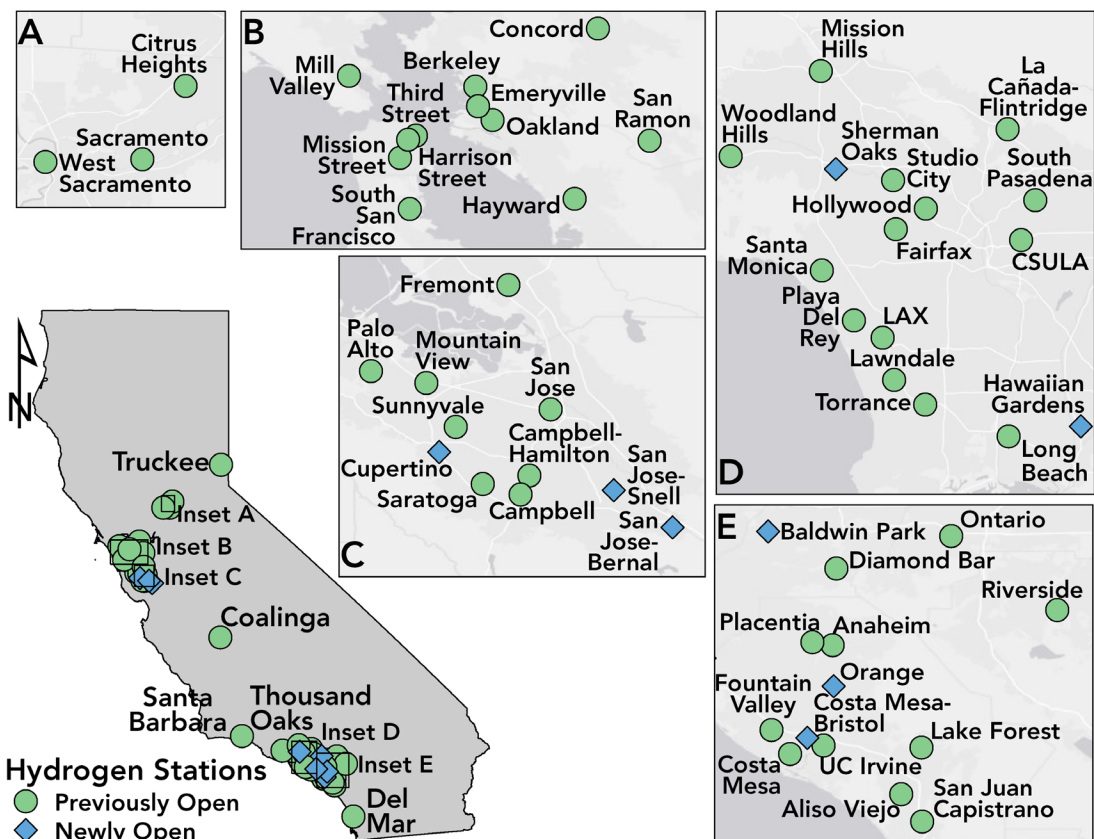 A
Citrus
Heights
Sacramento
West
Sacramento
B
Concord
Mill
Valley
Berkeley
Third
Street
Emeryville
Oakland
San
Ramon
Mission
Street
Harrison
Street
South
San
Francisco
Hayward
C
Fremont
Palo
Alto
Mountain
View
San
Jose
Sunnyvale
Campbell-
Hamilton
Cupertino
Saratoga
Campbell
San
Jose-
Snell
San
Jose-
Bernal
D
Mission
Hills
La
Cañada-
Flintridge
Woodland
Hills
Sherman
Oaks
Studio
City
South
Pasadena
Hollywood
Fairfax
CSULA
Santa
Monica
Playa
Del
Rey
LAX
Lawndale
Torrance
Hawaiian
Gardens
Long
Beach
E
Baldwin Park
Ontario
Diamond Bar
Riverside
Placentia
Anaheim
Orange
Fountain
Valley
Costa Mesa-
Bristol
Lake Forest
Costa
Mesa
UC Irvine
Aliso Viejo
San Juan
Capistrano
N
Truckee
Inset A
Inset B
Inset C
Coalinga
Santa
Barbara
Thousand
Oaks
Inset D
Inset E
Del
Mar
Hydrogen Stations
Previously Open
Newly Open